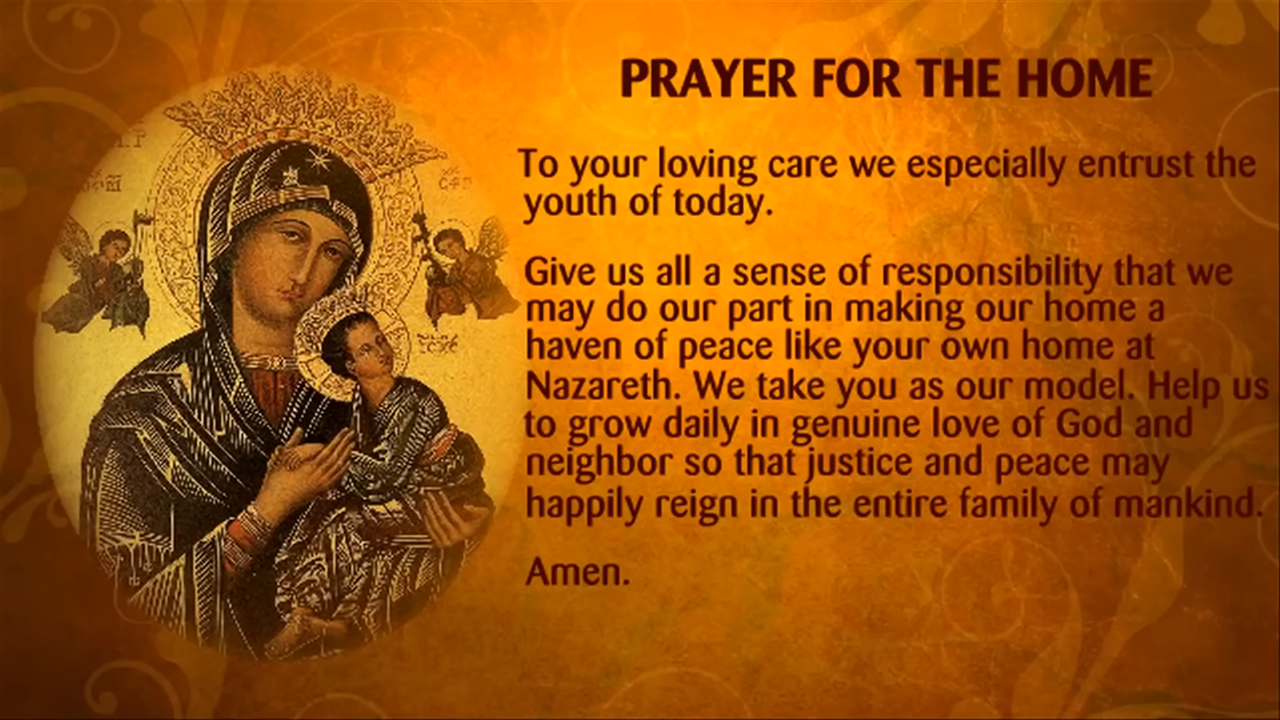 PRAYER FOR THE HOME
To your loving care we especially entrust the
youth of today.
Give us all a sense of responsibility that we
may do our part in making our home a
haven of peace like your own home at
Nazareth. We take you as our model. Help us
to grow daily in genuine love of God and
neighbor so that justice and peace may
happily reign in the entire family of mankind.
Amen.